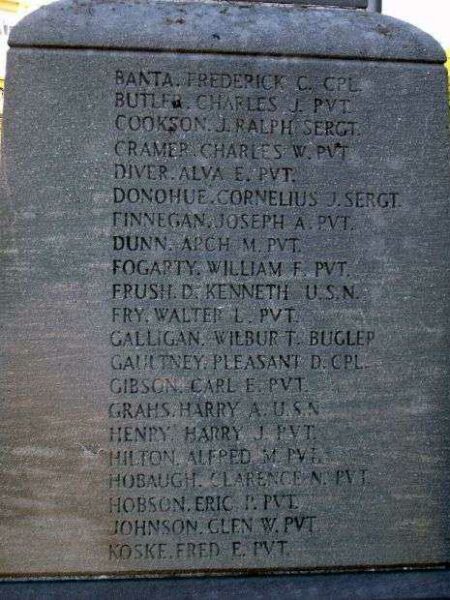 BANTA. FREDERICK C. CPL.
BUTLER. CHARLES J. PVT.
COOKSON. J. RALPH SERGT.
CRAMER. CHARLES W. PVT
DIVER. ALVA E. PVT.
DONOHUE. CORNELIUS J. SERGT.
FINNEGAN. JOSEPH A. PVT.
DUNN. ARCH M. PVT.
FOGARTY. WILLIAM F. PVT.
FRUSH. D. KENNETH U.S.N.
FRY. WALTER L. PVT.
GALLIGAN. WILBUR T. BUGLER
GAULTNEY. PLEASANT D. CPL.
GIBSON. CARL E. PVT.
GRAHS. HARRY A. U.S.N
HENRY. HARRY J. PVT.
HILTON. ALFRED M. PVT.
HOBAUGH. CLARENCE N. PVT
HOBSON. ERIC P. PVT.
JOHNSON. GLEN W. PVT
KOSKE. FRED E. PVT.